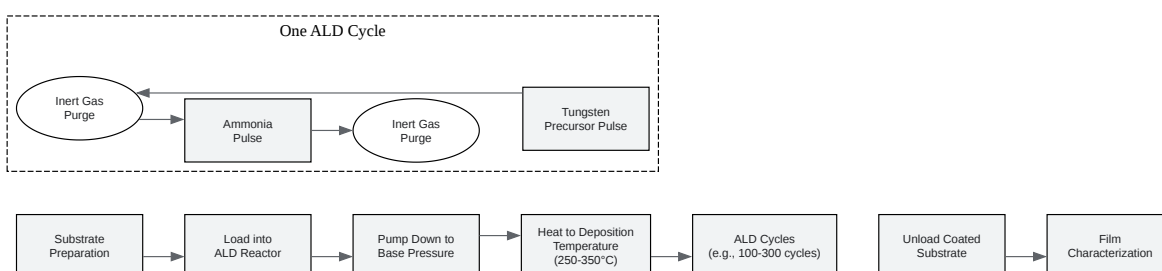 One ALD Cycle
Inert Gas
Purge
Ammonia
Pulse
Inert Gas
Purge
Tungsten
Precursor Pulse
Substrate
Preparation
Load into
ALD Reactor
Pump Down to
Base Pressure
Heat to Deposition
Temperature
(250-350°C)
ALD Cycles
(e.g., 100-300 cycles)
Unload Coated
Substrate
Film
Characterization